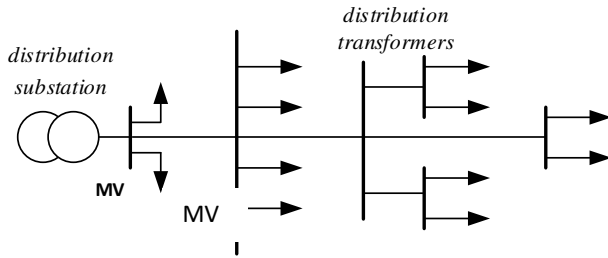 distribution
transformers
distribution
substation
MV
MV